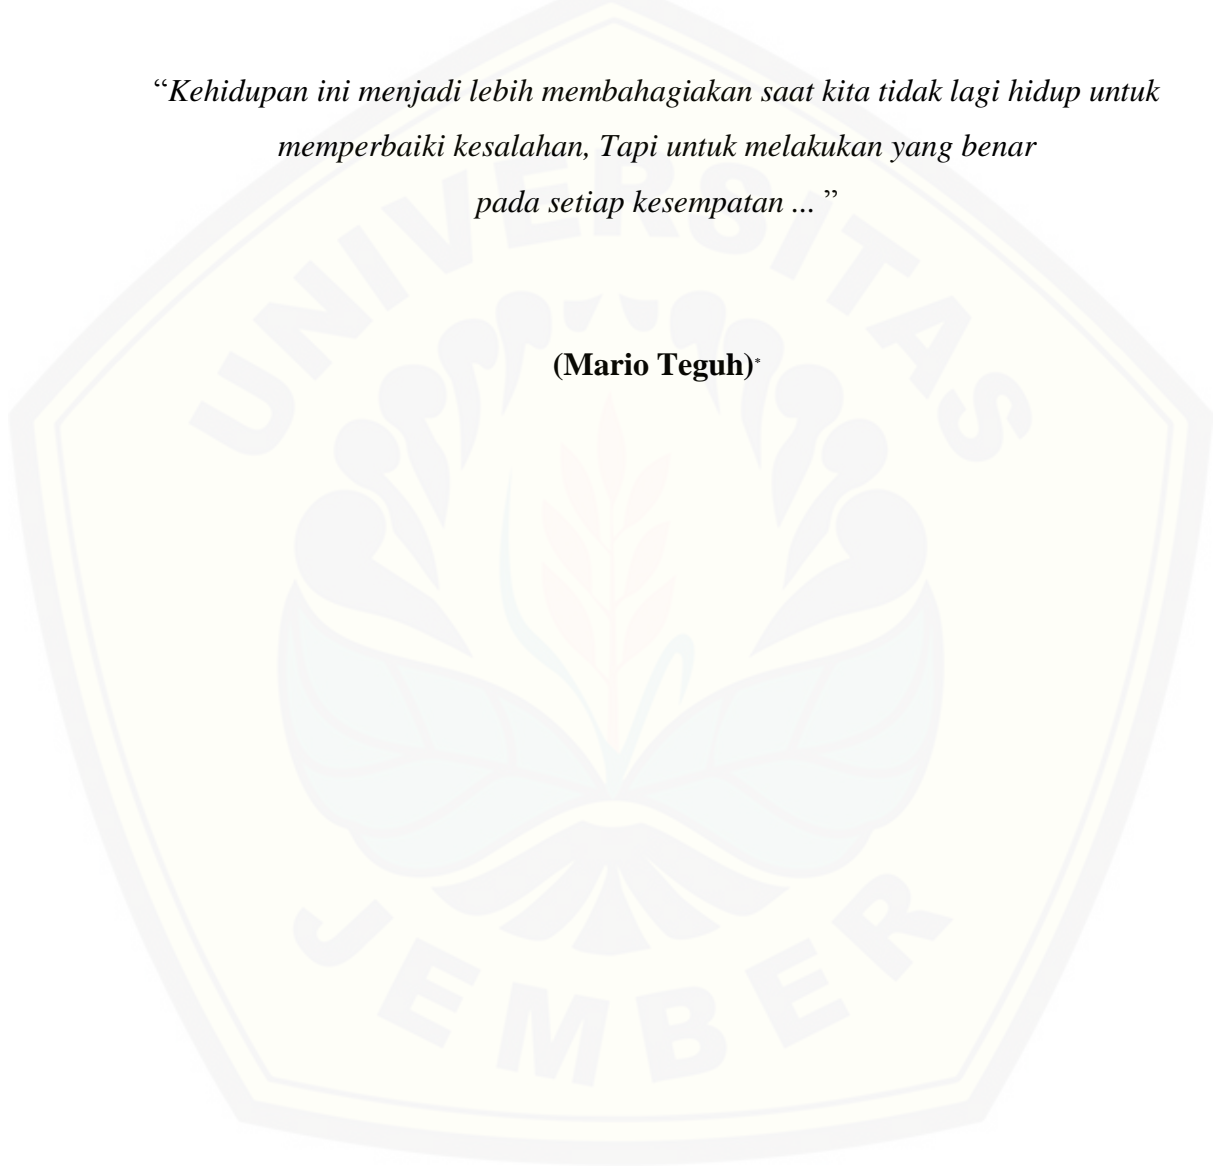 “Kehidupan ini menjadi lebih membahagiakan saat kita tidak lagi hidup untuk
memperbaiki kesalahan, Tapi untuk melakukan yang benar
pada setiap kesempatan ... ”
(Mario Teguh)*
UNIVERSITAS
JEMBER